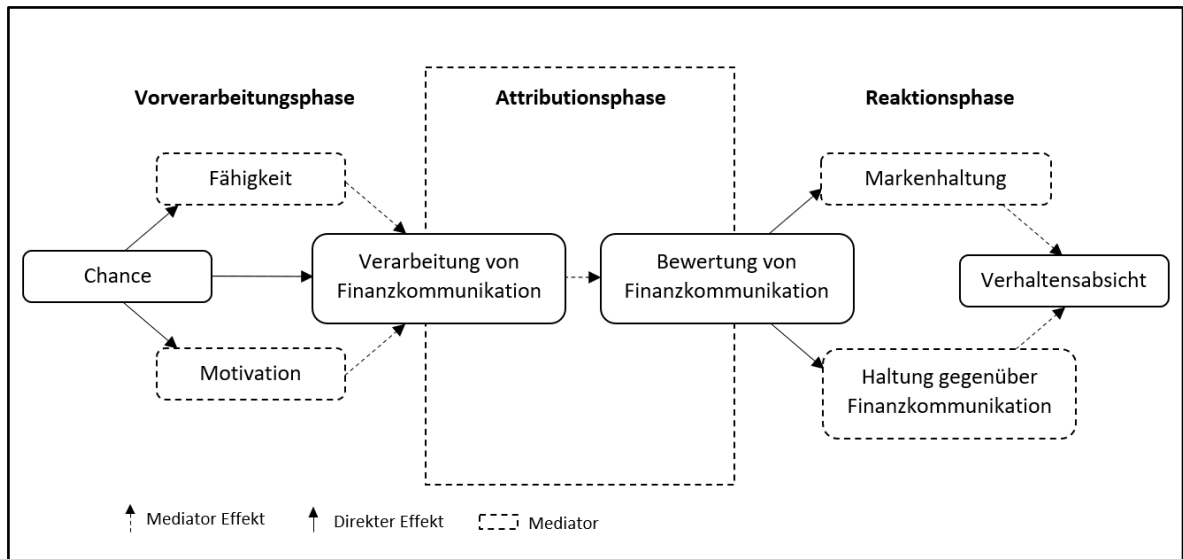 Vorverarbeitungsphase
Attributionsphase
Reaktionsphase
Fähigkeit
Markenhaltung
Chance
Verarbeitung von
Finanzkommunikation
Bewertung von
Finanzkommunikation
Verhaltensabsicht
Motivation
Haltung gegenüber
Finanzkommunikation
Mediator Effekt
Direkter Effekt
Mediator